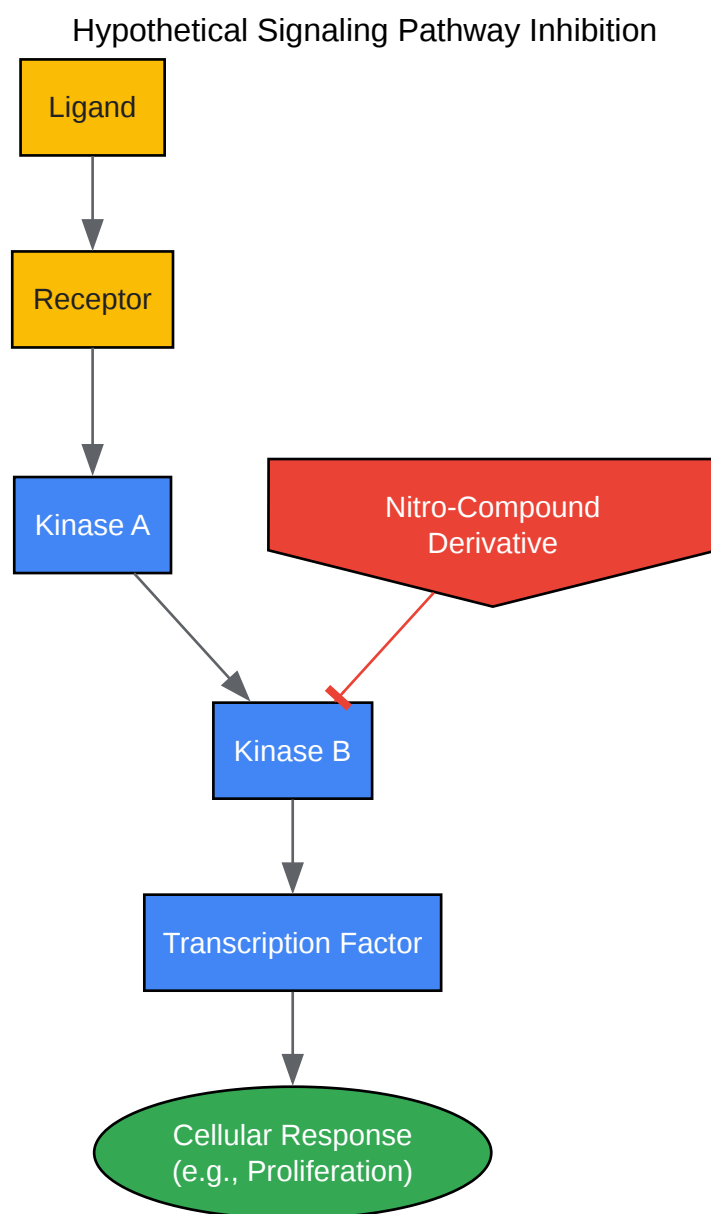 Hypothetical Signaling Pathway Inhibition
Ligand
Receptor
Kinase A
Nitro-Compound
Derivative
Kinase B
Transcription Factor
Cellular Response
(e.g., Proliferation)